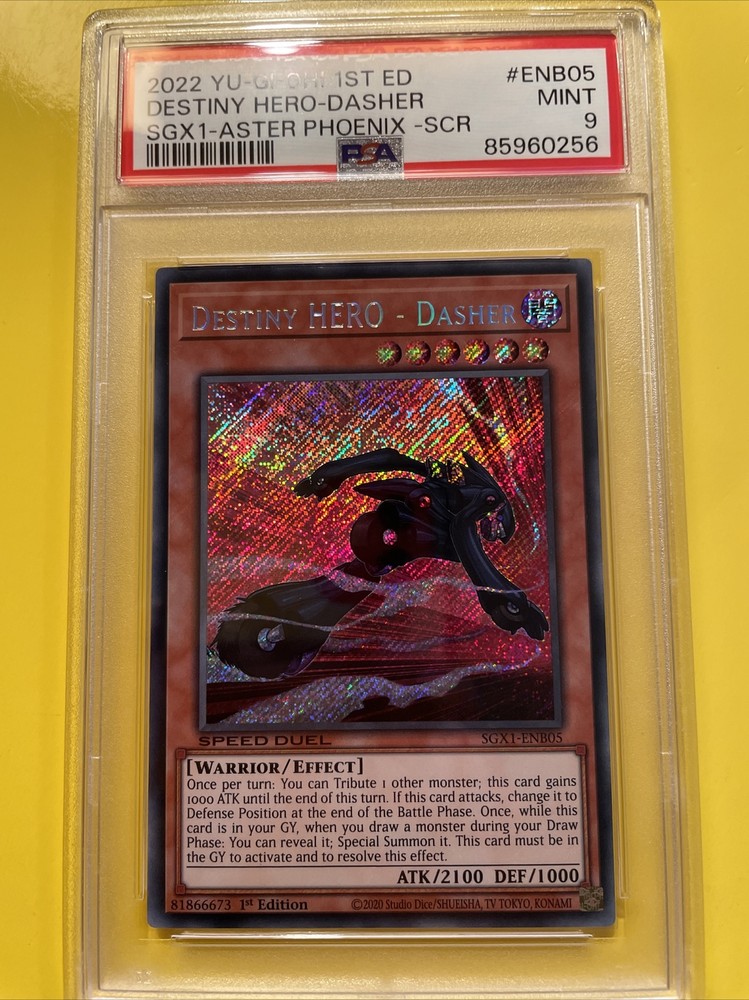 2022 YU-GI-OH! 1ST ED #ENB05
DESTINY HERO-DASHER MINT
SGX1-ASTER PHOENIX -SCR 9
PSA 85960256
DESTINY HERO - DASHER 闇
SPEED DUEL SGX1-ENB05
[WARRIOR/EFFECT]
Once per turn: You can Tribute 1 other monster; this card gains
1000 ATK until the end of this turn. If this card attacks, change it to
Defense Position at the end of the Battle Phase. Once, while this
card is in your GY, when you draw a monster during your Draw
Phase: You can reveal it; Special Summon it. This card must be in
the GY to activate and to resolve this effect.
ATK/2100 DEF/1000
81866673 1st Edition ©2020 Studio Dice/SHUEISHA, TV TOKYO, KONAMI